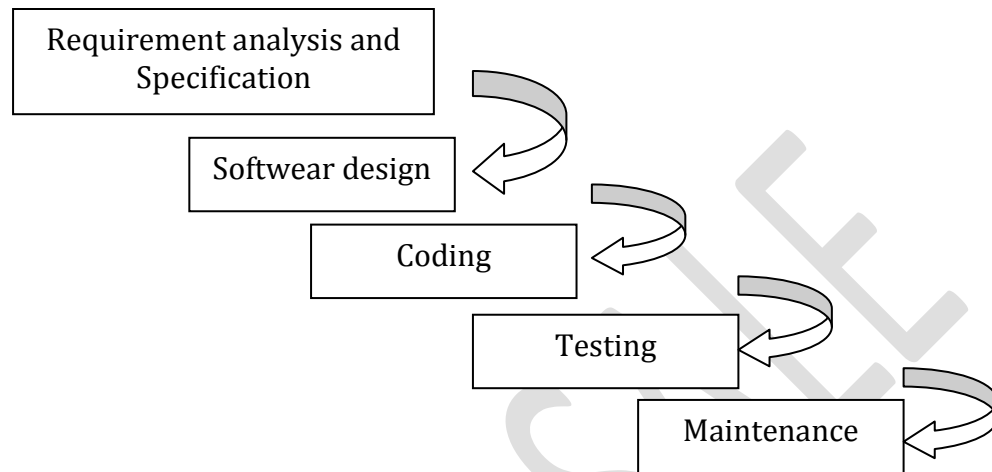 Requirement analysis and
Specification
Softwear design
Coding
Testing
Maintenance